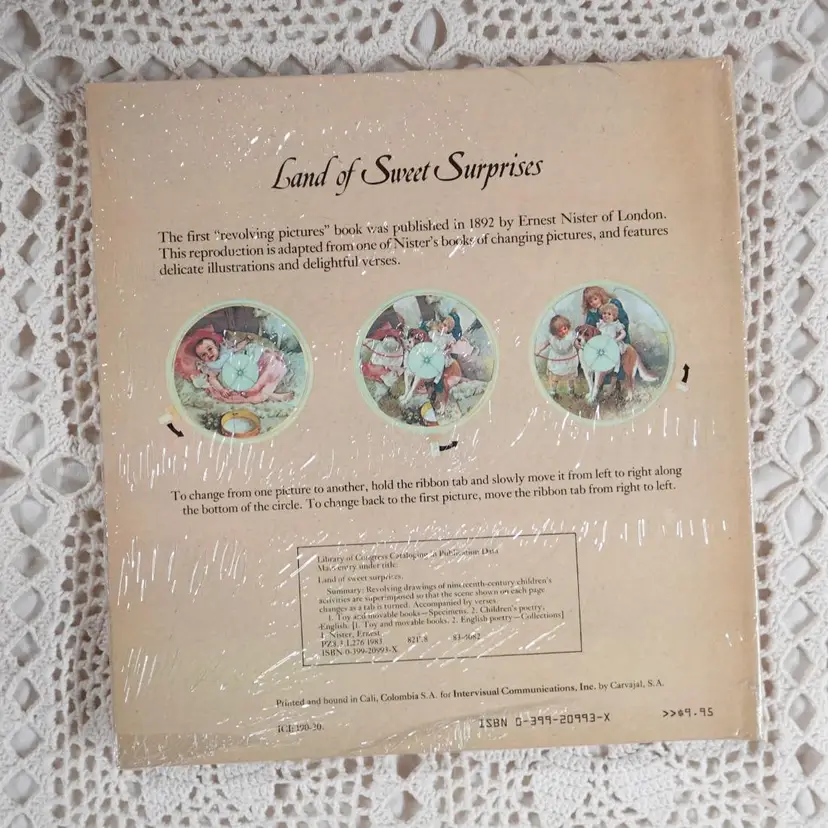 Land of Sweet Surprises
The first "revolving pictures" book was published in 1892 by Ernest Nister of London.
This reproduction is adapted from one of Nister's books of changing pictures, and features
delicate illustrations and delightful verses.
To change from one picture to another, hold the ribbon tab and slowly move it from left to right along
the bottom of the circle. To change back to the first picture, move the ribbon tab from right to left.
Library of Congress Cataloguing in Publication Data
Main entry under title:
Land of sweet surprizes.
Summary: Revolving drawings of nineteenth-century children's
activities are superimposed so that the scene shown on each page
changes as a tab is turned. Accompanied by verses.
1. Toy and movable books—Specimens. 2. Children's poetry,
English. [1. Toy and movable books. 2. English poetry—Collections]
I. Nister, Ernest.
1983 821'.8
ISBN 0-399-20993-X
Printed and bound in Cali, Colombia S.A. for Intervisual Communications, Inc. by Carvajal, S.A.
ISBN 0-399-20993-X >>$9.95